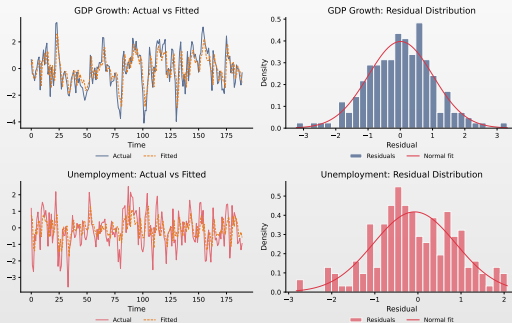 GDP Growth: Actual vs Fitted
2
0
−2
−4
0
25
50
75
100
125
150
175
Time
Actual
Fitted
GDP Growth: Residual Distribution
Density
0.5
0.4
0.3
0.2
0.1
0.0
−3
−2
−1
0
1
2
3
Residual
Residuals
Normal fit
Unemployment: Actual vs Fitted
2
1
0
−1
−2
−3
0
25
50
75
100
125
150
175
Time
Actual
Fitted
Unemployment: Residual Distribution
Density
0.5
0.4
0.3
0.2
0.1
0.0
−3
−2
−1
0
1
2
Residual
Residuals
Normal fit